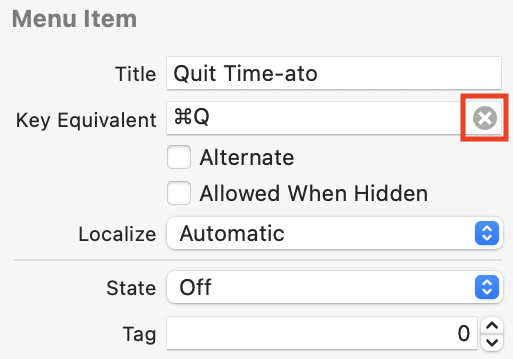 Menu Item
Title Quit Time-ato
Key Equivalent ⌘Q
Alternate
Allowed When Hidden
Localize Automatic
State Off
Tag 0